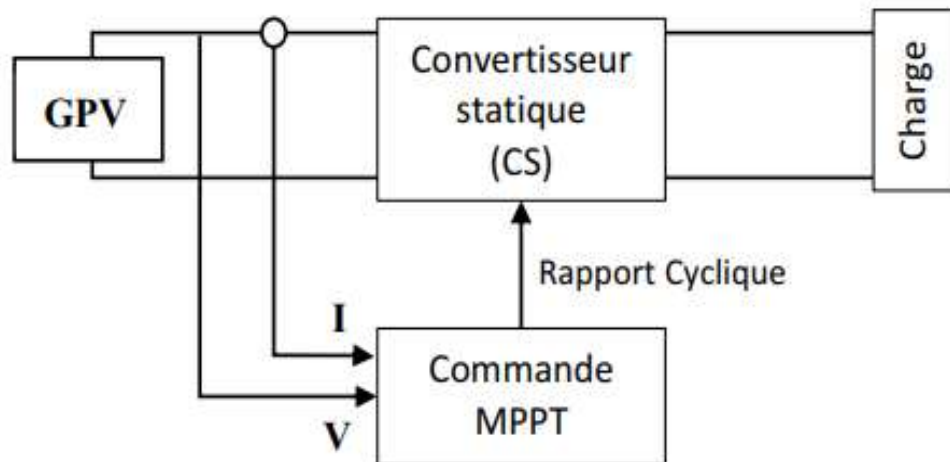 GPV
Convertisseur
statique
(CS)
Charge
Rapport Cyclique
I
V
Commande
MPPT